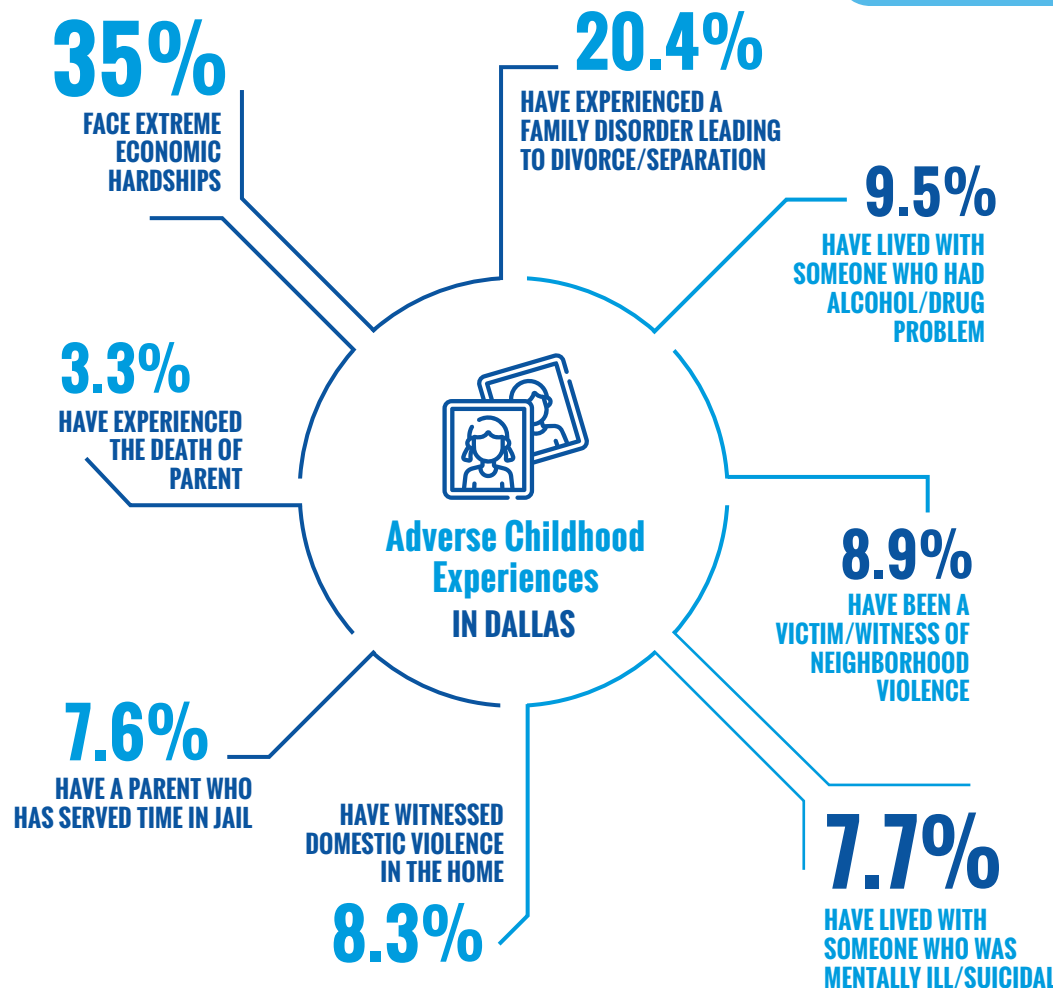 35%
FACE EXTREME
ECONOMIC
HARDSHIPS
20.4%
HAVE EXPERIENCED A
FAMILY DISORDER LEADING
TO DIVORCE/SEPARATION
9.5%
HAVE LIVED WITH
SOMEONE WHO HAD
ALCOHOL/DRUG
PROBLEM
3.3%
HAVE EXPERIENCED
THE DEATH OF
PARENT
Adverse Childhood
Experiences
IN DALLAS
8.9%
HAVE BEEN A
VICTIM/WITNESS OF
NEIGHBORHOOD
VIOLENCE
7.6%
HAVE A PARENT WHO
HAS SERVED TIME IN JAIL
HAVE WITNESSED
DOMESTIC VIOLENCE
IN THE HOME
8.3%
7.7%
HAVE LIVED WITH
SOMEONE WHO WAS
MENTALLY ILL/SUICIDAL